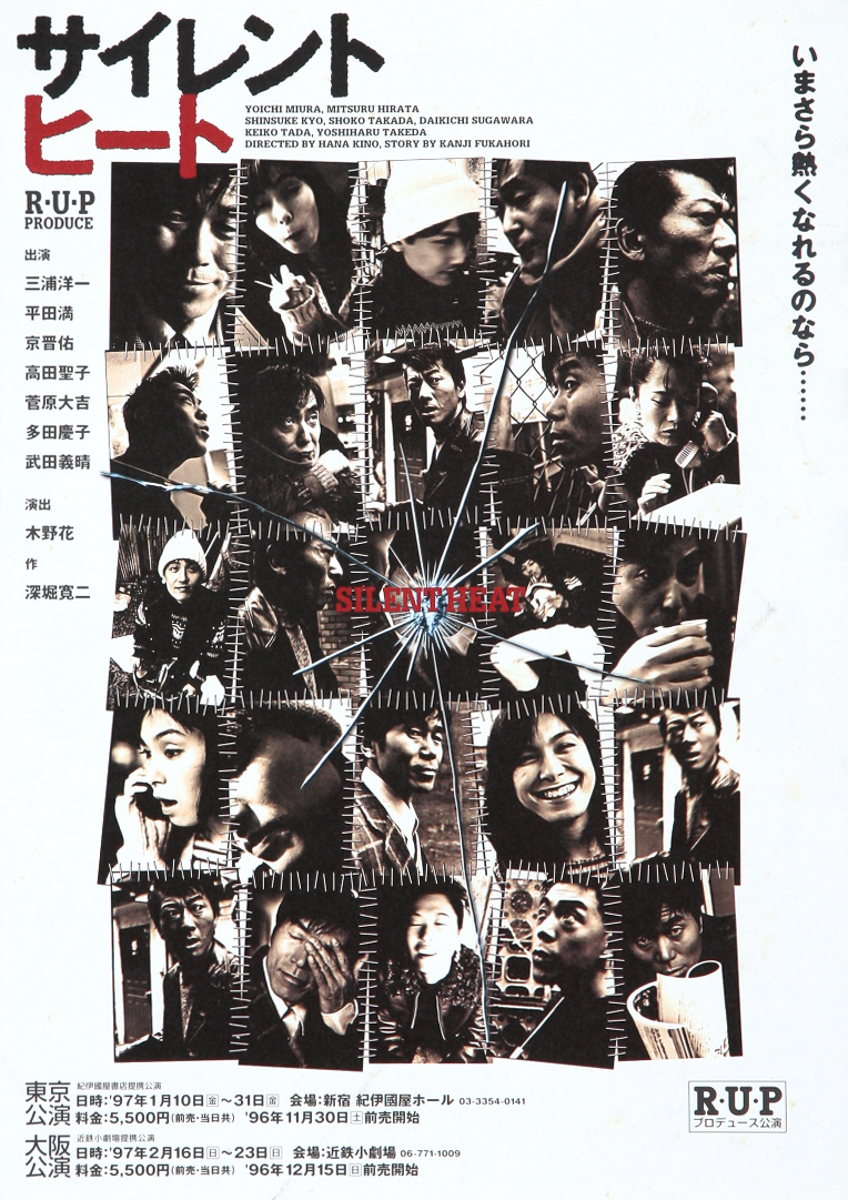 サイレント
ヒート
YOICHI MIURA, MITSURU HIRATA
SHINSUKE KYO, SHOKO TAKADA, DAIKICHI SUGAWARA
KEIKO TADA, YOSHIHARU TAKEDA
DIRECTED BY HANA KINO, STORY BY KANJI FUKAHORI
いまさら熱くなれるのなら……
R·U·P
PRODUCE
出演
三浦洋一
平田満
京晋佑
高田聖子
菅原大吉
多田慶子
武田義晴
演出
木野花
作
深堀寛二
SILENT HEAT
東京公演
紀伊國屋書店提携公演
日時:'97年1月10日金〜31日金 会場:新宿 紀伊國屋ホール 03-3354-0141
料金:5,500円(前売・当日共) '96年11月30日土前売開始
大阪公演
近鉄小劇場提携公演
日時:'97年2月16日日〜23日日 会場:近鉄小劇場 06-771-1009
料金:5,500円(前売・当日共) '96年12月15日日前売開始
R·U·P
プロデュース公演